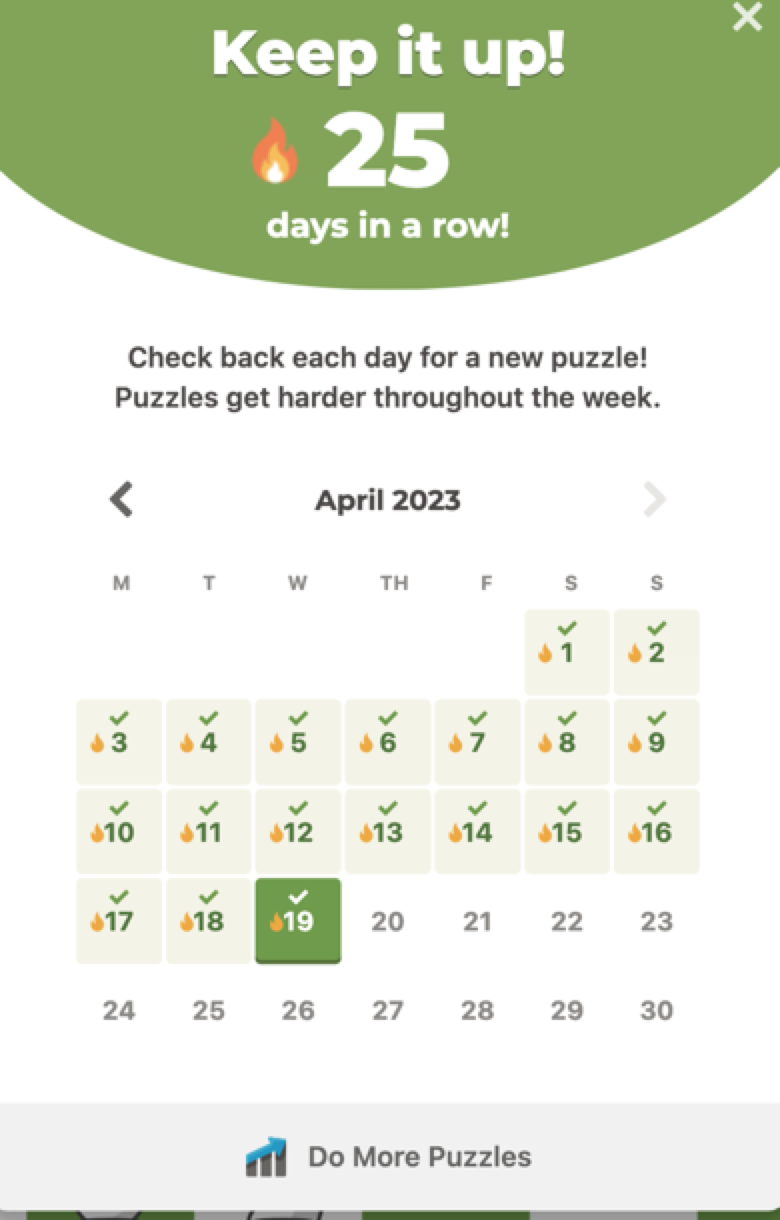 Keep it up!
25
days in a row!
Check back each day for a new puzzle!
Puzzles get harder throughout the week.
April 2023
M T W TH F S S
1 2
3 4 5 6 7 8 9
10 11 12 13 14 15 16
17 18 19 20 21 22 23
24 25 26 27 28 29 30
Do More Puzzles